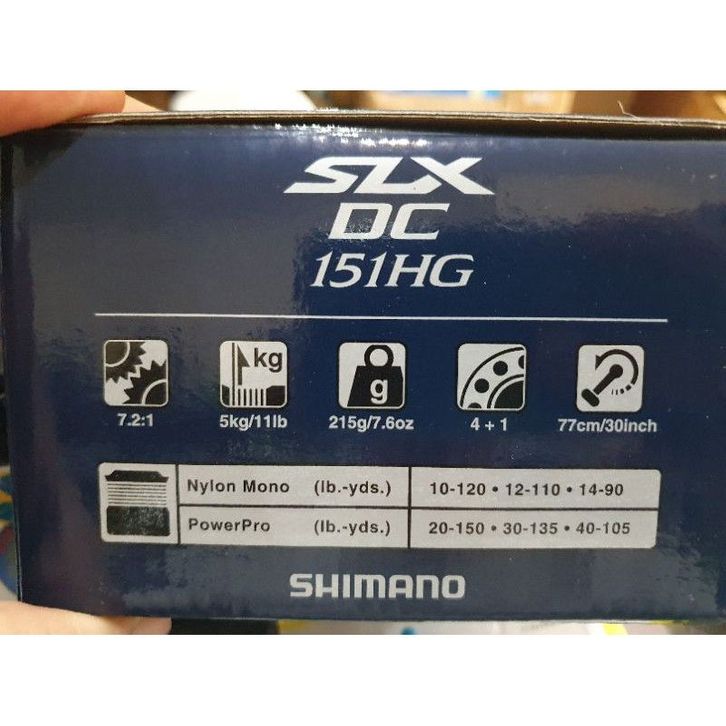 SLX
DC
151HG
kg
g
7.2:1
5kg/11lb
215g/7.6oz
4 + 1
77cm/30inch
Nylon Mono (lb.-yds.) 10-120 • 12-110 • 14-90
PowerPro (lb.-yds.) 20-150 • 30-135 • 40-105
SHIMANO